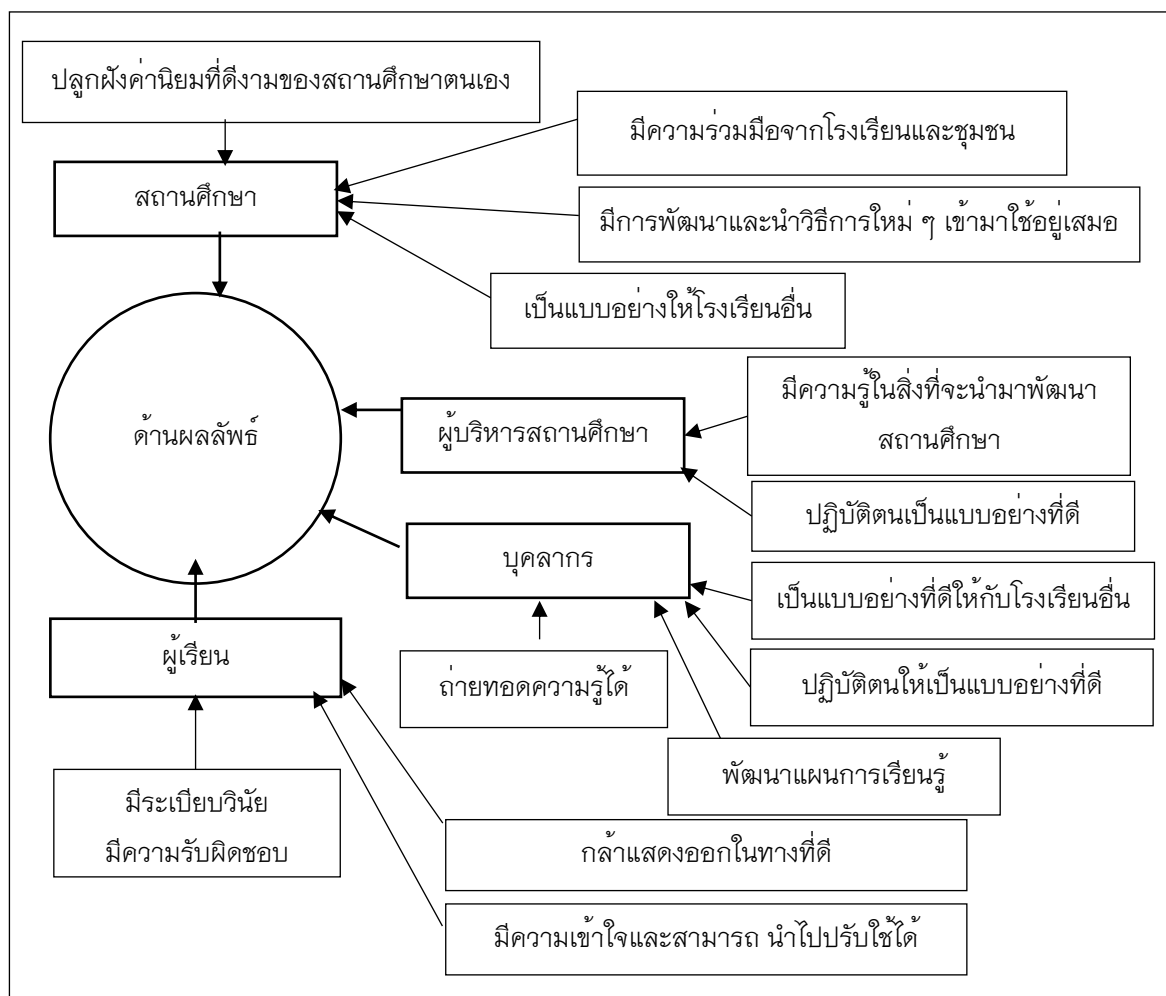 ปลูกฝังค่านิยมที่ดีงามของสถานศึกษาตนเอง
มีความร่วมมือจากโรงเรียนและชุมชน
สถานศึกษา
มีการพัฒนาและนำวิธีการใหม่ ๆ เข้ามาใช้อยู่เสมอ
เป็นแบบอย่างให้โรงเรียนอื่น
มีความรู้ในสิ่งที่จะนำมาพัฒนา
สถานศึกษา
ด้านผลลัพธ์
ผู้บริหารสถานศึกษา
ปฏิบัติตนเป็นแบบอย่างที่ดี
บุคลากร
เป็นแบบอย่างที่ดีให้กับโรงเรียนอื่น
ผู้เรียน
ถ่ายทอดความรู้ได้
ปฏิบัติตนให้เป็นแบบอย่างที่ดี
พัฒนาแผนการเรียนรู้
มีระเบียบวินัย
มีความรับผิดชอบ
กล้าแสดงออกในทางที่ดี
มีความเข้าใจและสามารถ นำไปปรับใช้ได้